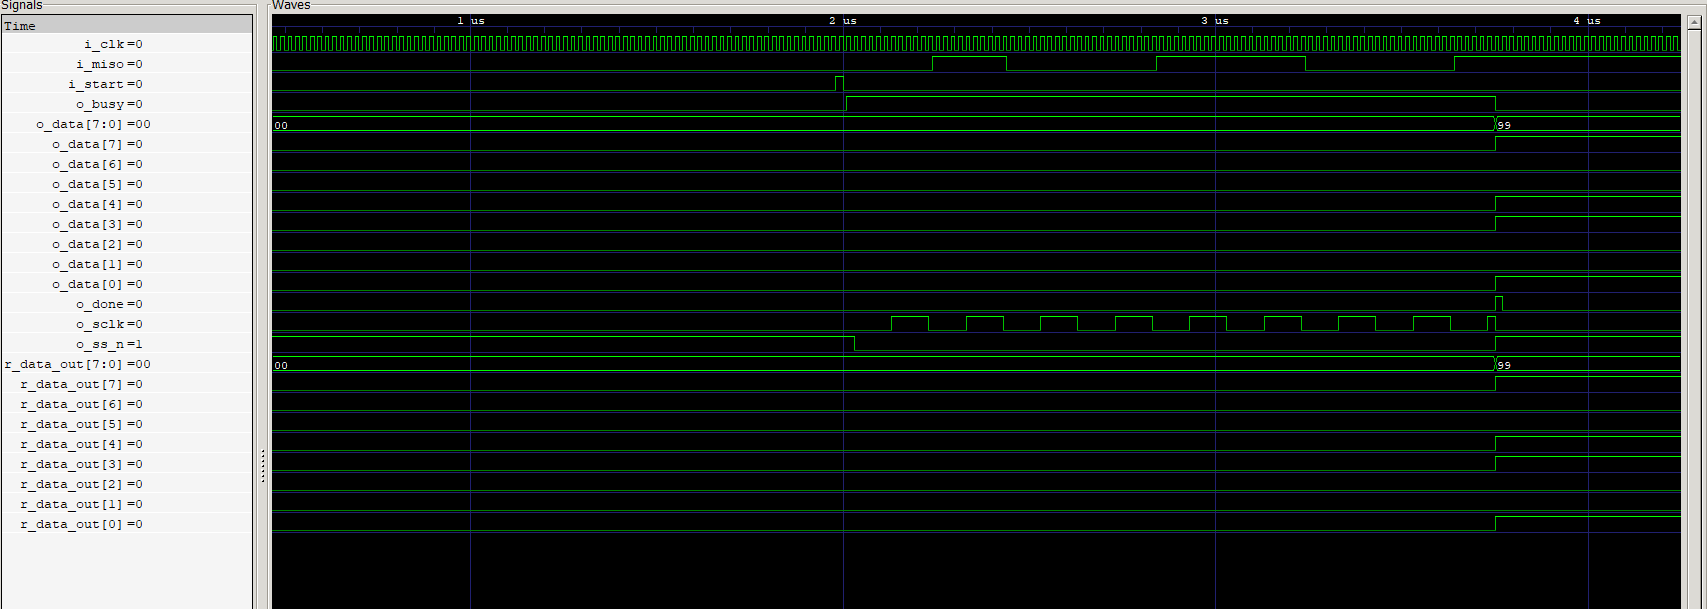 Signals
Waves
Time
1 us
2 us
3 us
4 us
i_clk=0
i_miso=0
i_start=0
o_busy=0
o_data[7:0]=00
00
99
o_data[7]=0
o_data[6]=0
o_data[5]=0
o_data[4]=0
o_data[3]=0
o_data[2]=0
o_data[1]=0
o_data[0]=0
o_done=0
o_sclk=0
o_ss_n=1
r_data_out[7:0]=00
00
99
r_data_out[7]=0
r_data_out[6]=0
r_data_out[5]=0
r_data_out[4]=0
r_data_out[3]=0
r_data_out[2]=0
r_data_out[1]=0
r_data_out[0]=0